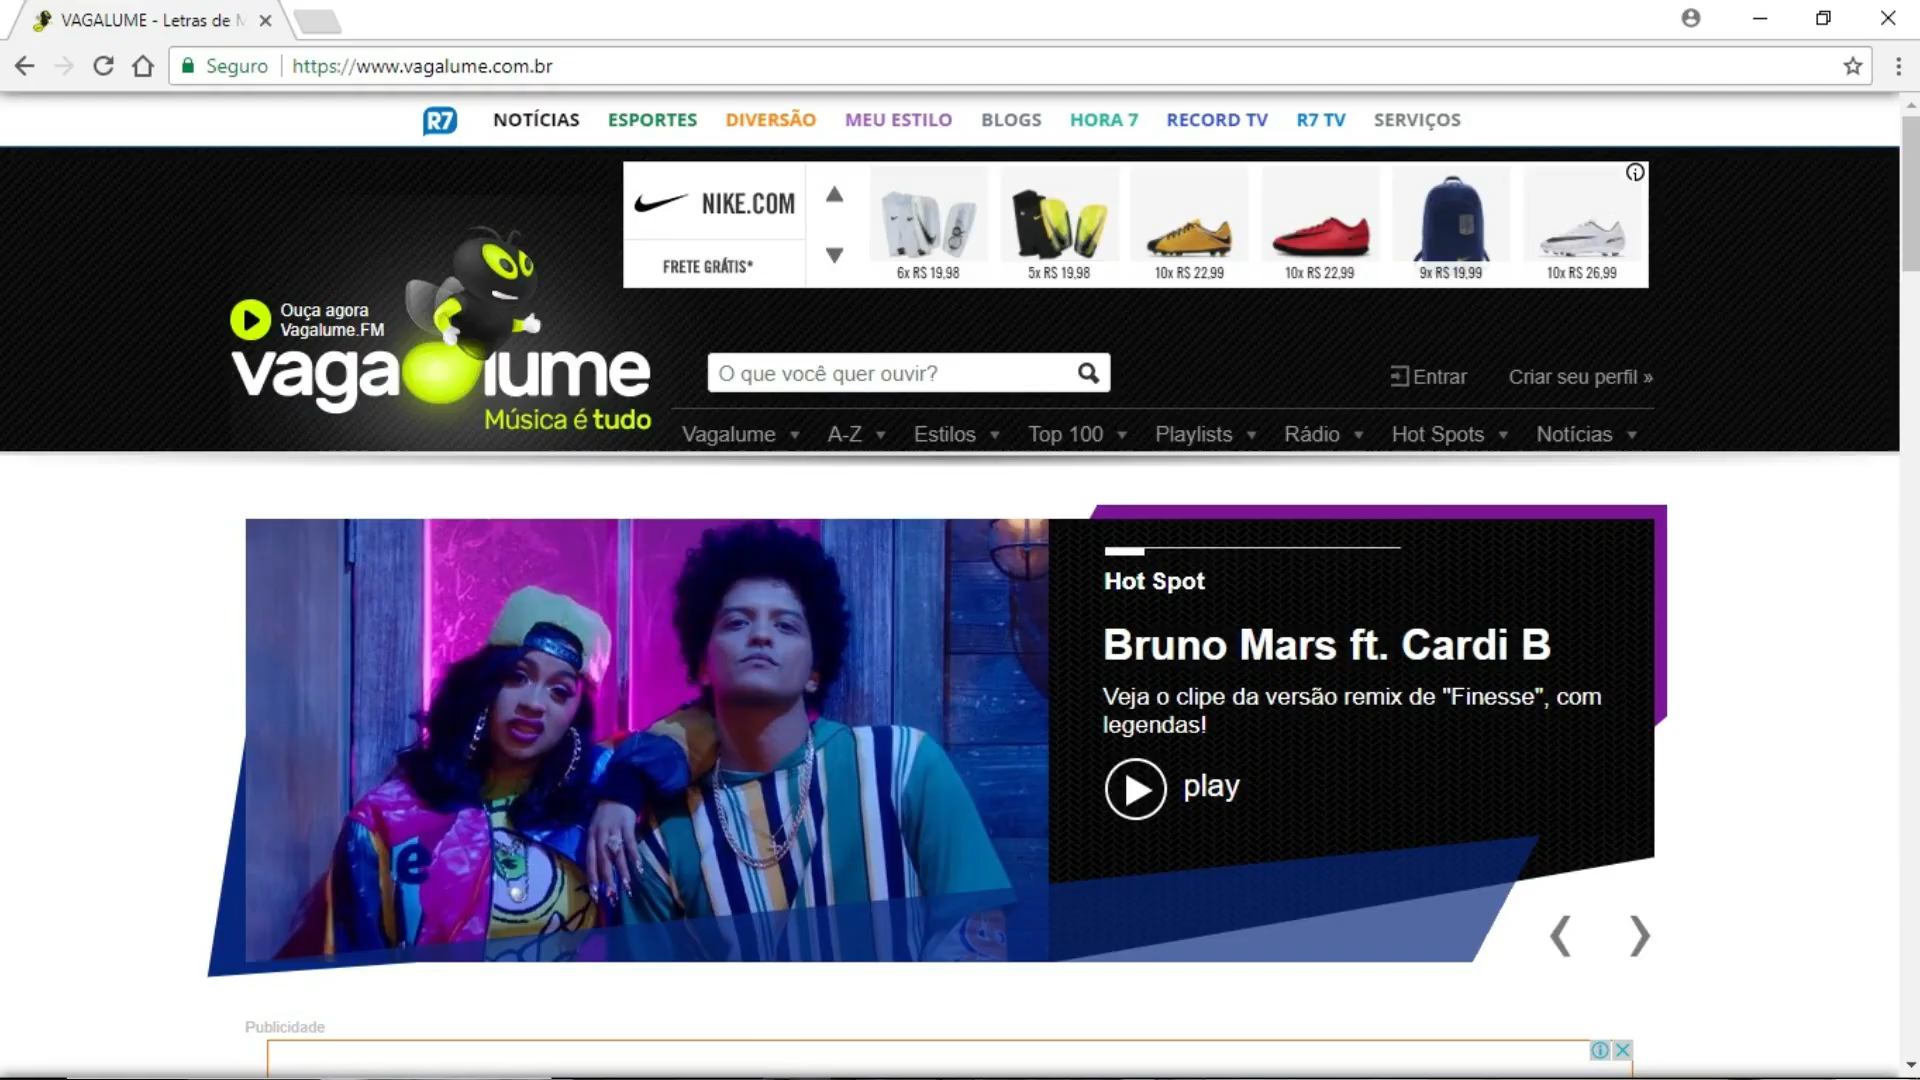 VAGALUME - Letras de M
Seguro
https://www.vagalume.com.br
R7 NOTÍCIAS ESPORTES DIVERSÃO MEU ESTILO BLOGS HORA 7 RECORD TV R7 TV SERVIÇOS
NIKE.COM
FRETE GRÁTIS*
6x R$ 19,98
5x R$ 19,98
10x R$ 22,99
10x R$ 22,99
9x R$ 19,99
10x R$ 26,99
Ouça agora
Vagalume.FM
vagalume
Música é tudo
O que você quer ouvir?
Entrar
Criar seu perfil »
Vagalume A-Z Estilos Top 100 Playlists Rádio Hot Spots Notícias
Hot Spot
Bruno Mars ft. Cardi B
Veja o clipe da versão remix de "Finesse", com
legendas!
play
Publicidade